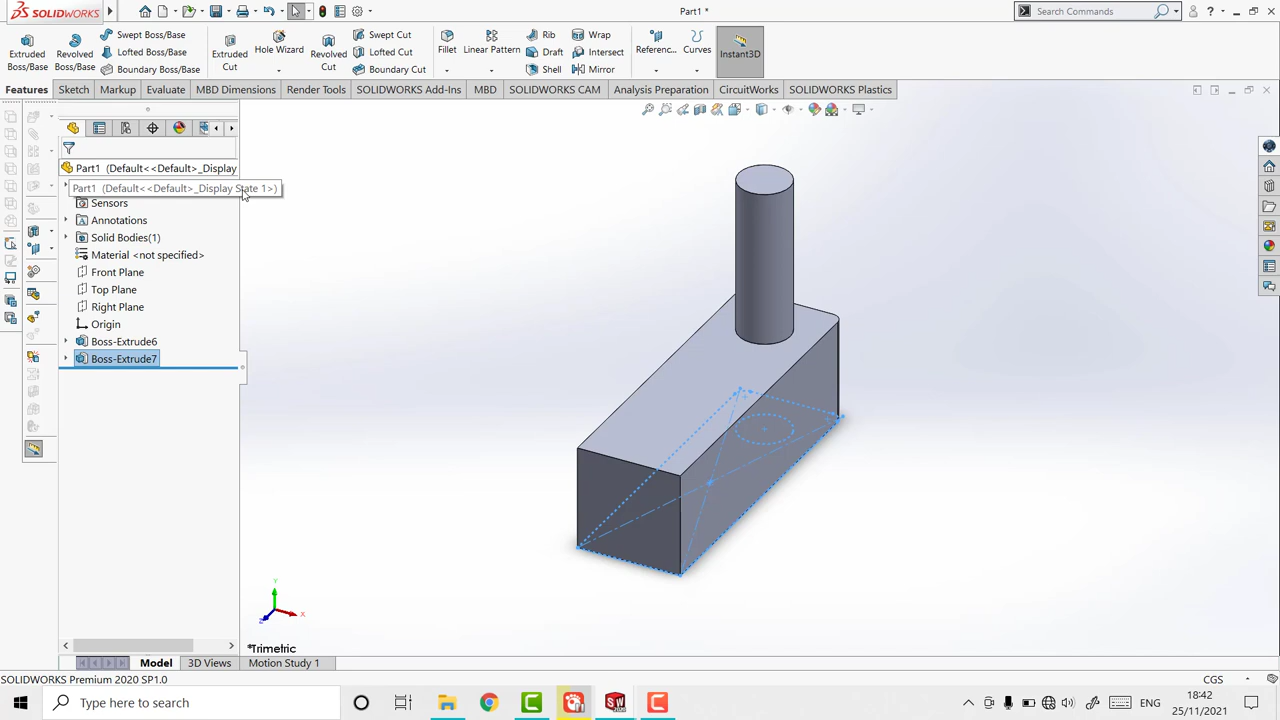 SOLIDWORKS
Part1 *
Search Commands
Extruded Boss/Base
Revolved Boss/Base
Swept Boss/Base
Lofted Boss/Base
Boundary Boss/Base
Extruded Cut
Hole Wizard
Revolved Cut
Swept Cut
Lofted Cut
Boundary Cut
Fillet
Linear Pattern
Rib
Draft
Shell
Wrap
Intersect
Mirror
Referenc...
Curves
Instant3D
Features
Sketch
Markup
Evaluate
MBD Dimensions
Render Tools
SOLIDWORKS Add-Ins
MBD
SOLIDWORKS CAM
Analysis Preparation
CircuitWorks
SOLIDWORKS Plastics
Part1 (Default<<Default>_Display
Part1 (Default<<Default>_Display State 1>)
Sensors
Annotations
Solid Bodies(1)
Material <not specified>
Front Plane
Top Plane
Right Plane
Origin
Boss-Extrude6
Boss-Extrude7
Y
X
Z
*Trimetric
Model
3D Views
Motion Study 1
SOLIDWORKS Premium 2020 SP1.0
CGS
Type here to search
18:42
25/11/2021